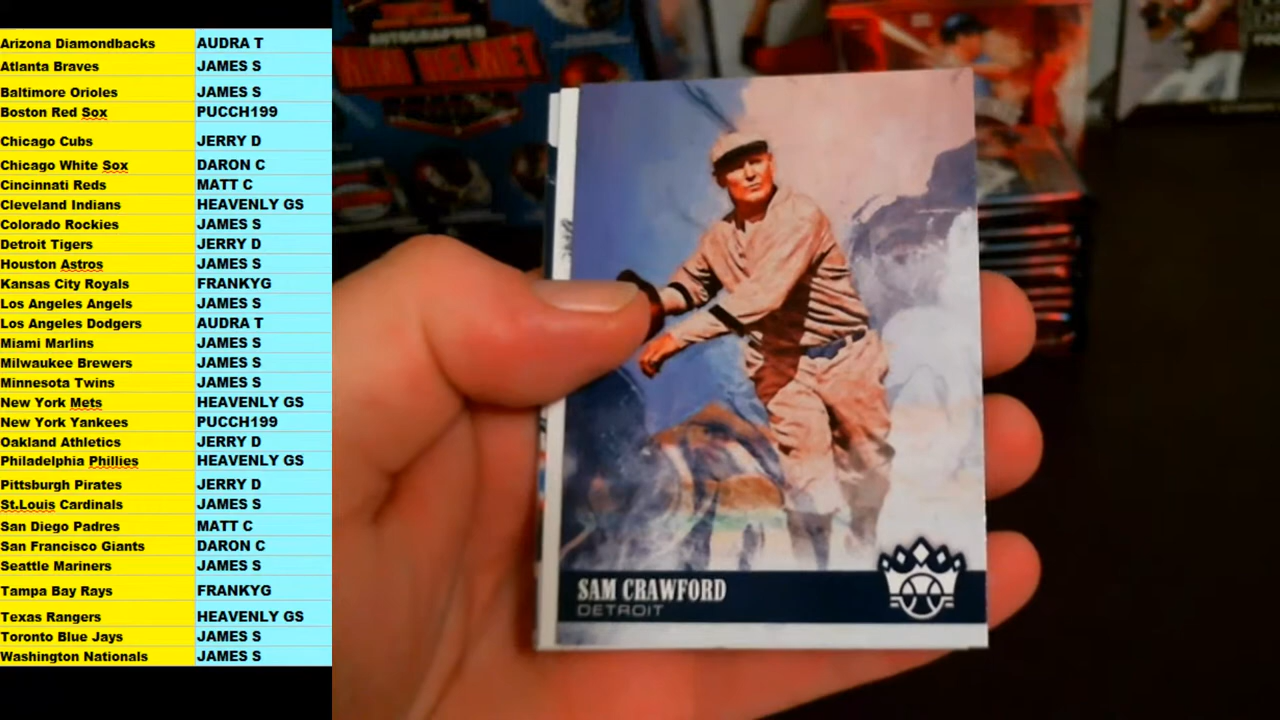 Arizona Diamondbacks AUDRA T
Atlanta Braves JAMES S
Baltimore Orioles JAMES S
Boston Red Sox PUCCH199
Chicago Cubs JERRY D
Chicago White Sox DARON C
Cincinnati Reds MATT C
Cleveland Indians HEAVENLY GS
Colorado Rockies JAMES S
Detroit Tigers JERRY D
Houston Astros JAMES S
Kansas City Royals FRANKYG
Los Angeles Angels JAMES S
Los Angeles Dodgers AUDRA T
Miami Marlins JAMES S
Milwaukee Brewers JAMES S
Minnesota Twins JAMES S
New York Mets HEAVENLY GS
New York Yankees PUCCH199
Oakland Athletics JERRY D
Philadelphia Phillies HEAVENLY GS
Pittsburgh Pirates JERRY D
St.Louis Cardinals JAMES S
San Diego Padres MATT C
San Francisco Giants DARON C
Seattle Mariners JAMES S
Tampa Bay Rays FRANKYG
Texas Rangers HEAVENLY GS
Toronto Blue Jays JAMES S
Washington Nationals JAMES S
AUTOGRAPHED
MINI HELMET
SAM CRAWFORD
DETROIT